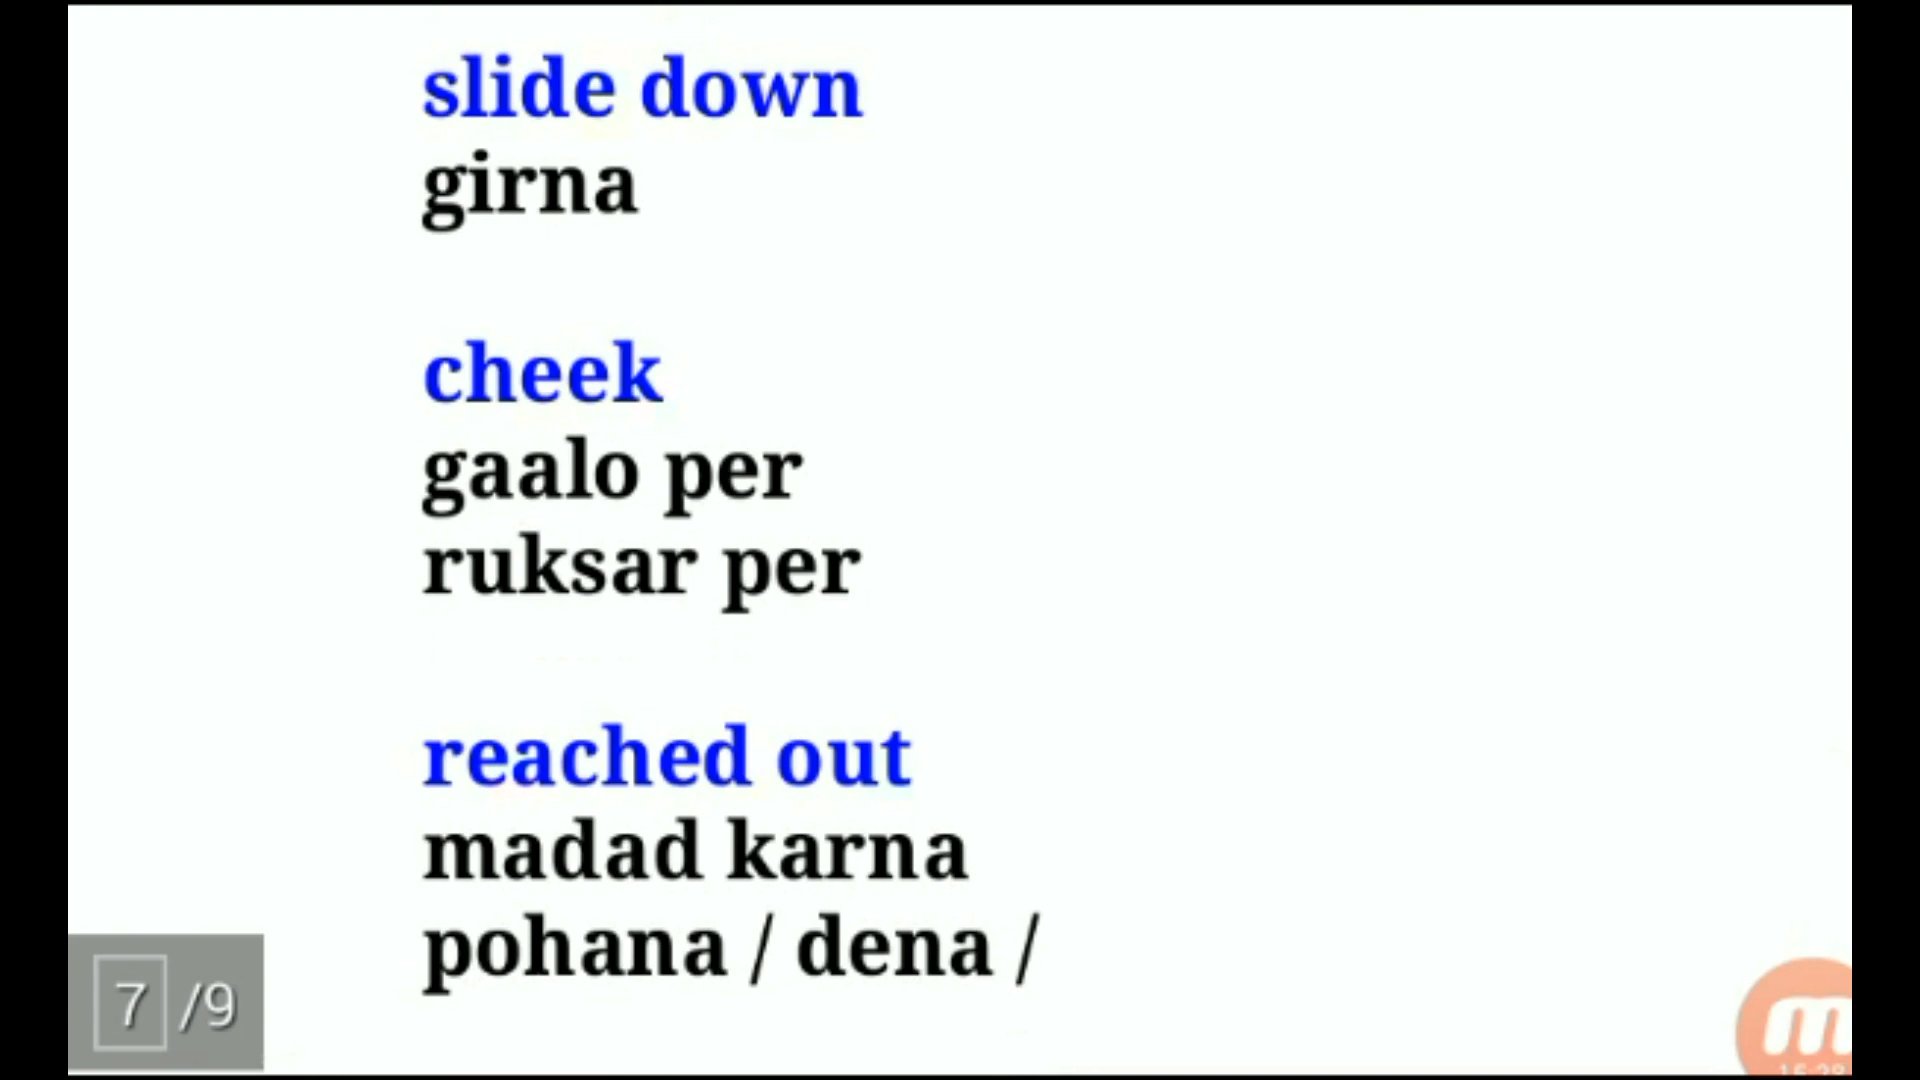 slide down
girna
cheek
gaalo per
ruksar per
reached out
madad karna
pohana / dena /
7 /9
m